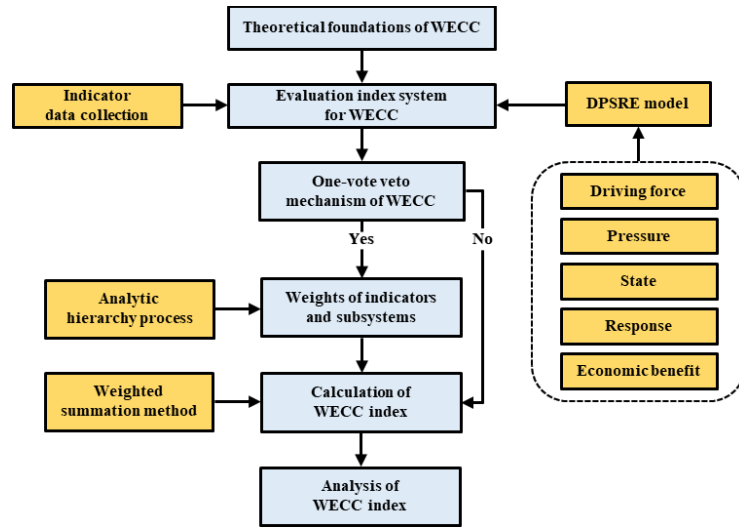 Theoretical foundations of WECC
Indicator
data collection
Evaluation index system
for WECC
DPSRE model
One-vote veto
mechanism of WECC
Driving force
Yes
No
Pressure
State
Analytic
hierarchy process
Weights of indicators
and subsystems
Response
Economic benefit
Weighted
summation method
Calculation of
WECC index
Analysis of
WECC index